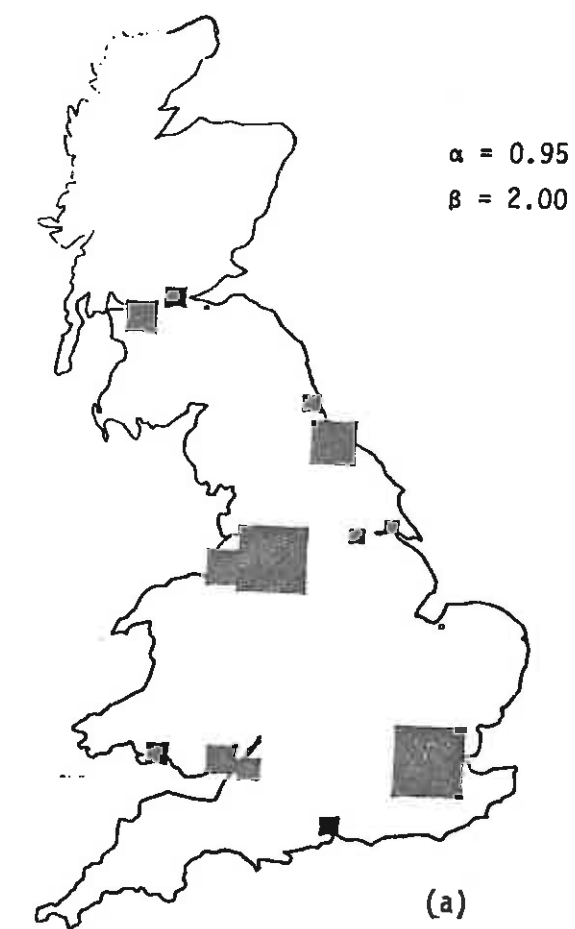 α = 0.95
β = 2.00
(a)